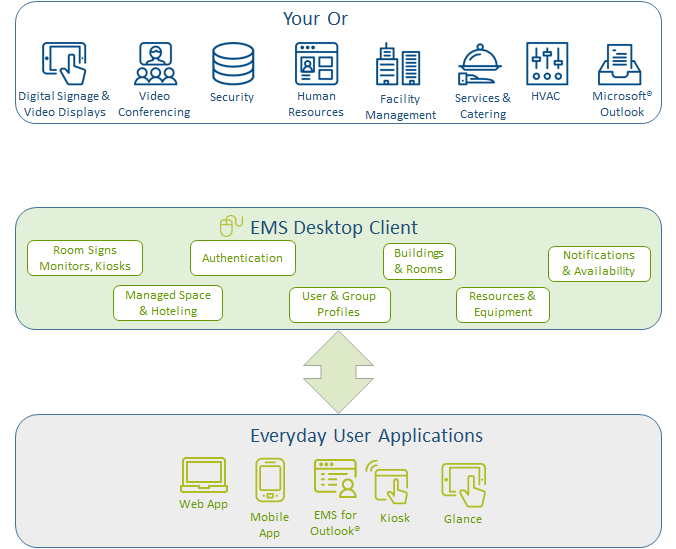 Your Or
Digital Signage &
Video Displays
Video
Conferencing
Security
Human
Resources
Facility
Management
Services &
Catering
HVAC
Microsoft®
Outlook
EMS Desktop Client
Room Signs
Monitors, Kiosks
Authentication
Buildings
& Rooms
Notifications
& Availability
Managed Space
& Hoteling
User & Group
Profiles
Resources &
Equipment
Everyday User Applications
Web App
Mobile
App
EMS for
Outlook®
Kiosk
Glance